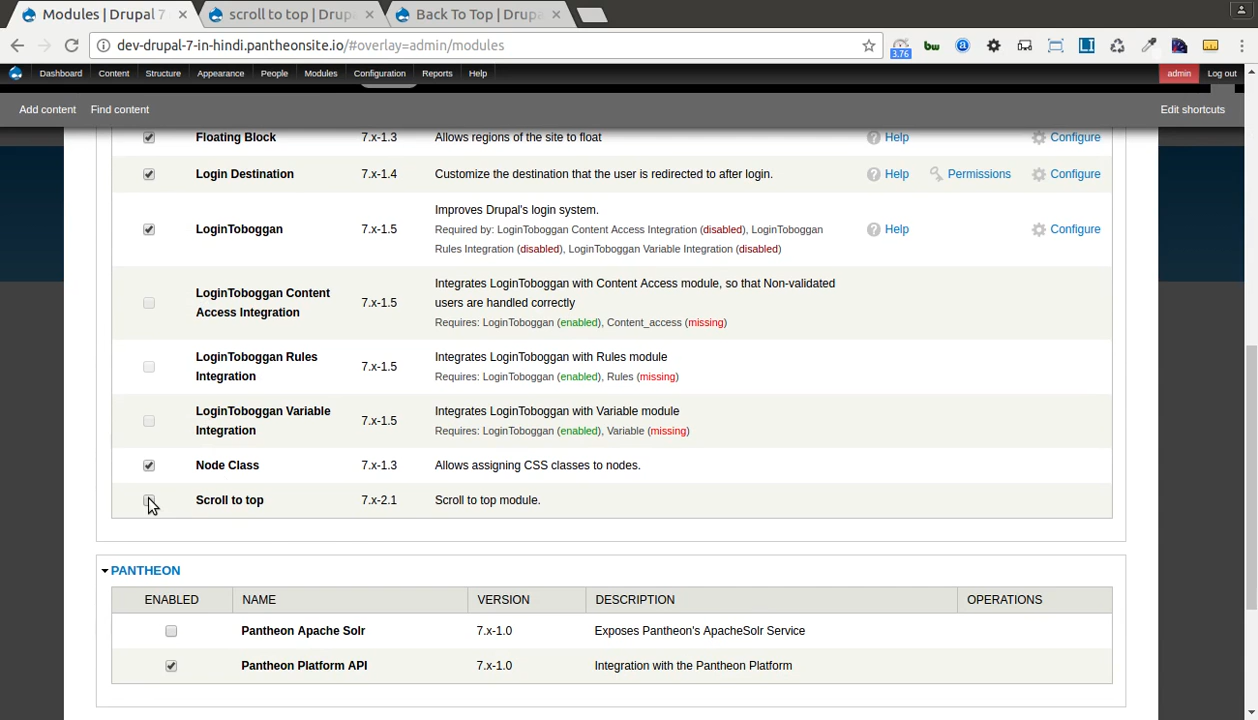 Modules | Drupal 7
scroll to top | Drup
Back To Top | Drup
dev-drupal-7-in-hindi.pantheonsite.io/#overlay=admin/modules
3.76
bw
a
LI
Dashboard Content Structure Appearance People Modules Configuration Reports Help admin Log out
Add content Find content Edit shortcuts
Floating Block 7.x-1.3 Allows regions of the site to float Help Configure
Login Destination 7.x-1.4 Customize the destination that the user is redirected to after login. Help Permissions Configure
Improves Drupal's login system.
LoginToboggan 7.x-1.5 Required by: LoginToboggan Content Access Integration (disabled), LoginToboggan Help Configure
Rules Integration (disabled), LoginToboggan Variable Integration (disabled)
LoginToboggan Content
Access Integration
7.x-1.5
Integrates LoginToboggan with Content Access module, so that Non-validated
users are handled correctly
Requires: LoginToboggan (enabled), Content_access (missing)
LoginToboggan Rules
Integration
7.x-1.5
Integrates LoginToboggan with Rules module
Requires: LoginToboggan (enabled), Rules (missing)
LoginToboggan Variable
Integration
7.x-1.5
Integrates LoginToboggan with Variable module
Requires: LoginToboggan (enabled), Variable (missing)
Node Class 7.x-1.3 Allows assigning CSS classes to nodes.
Scroll to top 7.x-2.1 Scroll to top module.
PANTHEON
ENABLED NAME VERSION DESCRIPTION OPERATIONS
Pantheon Apache Solr 7.x-1.0 Exposes Pantheon's ApacheSolr Service
Pantheon Platform API 7.x-1.0 Integration with the Pantheon Platform